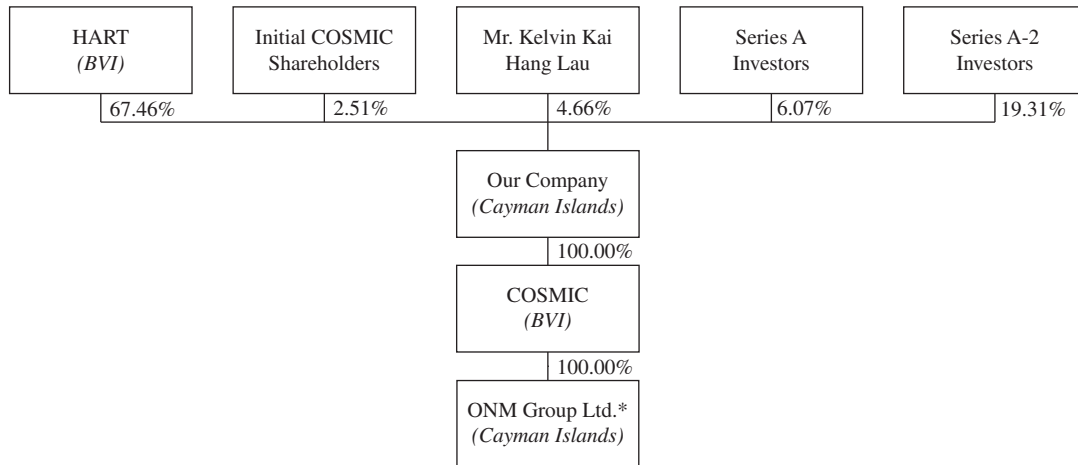 HART
(BVI)
Initial COSMIC
Shareholders
Mr. Kelvin Kai
Hang Lau
Series A
Investors
Series A-2
Investors
67.46%
2.51%
4.66%
6.07%
19.31%
Our Company
(Cayman Islands)
100.00%
COSMIC
(BVI)
100.00%
ONM Group Ltd.*
(Cayman Islands)